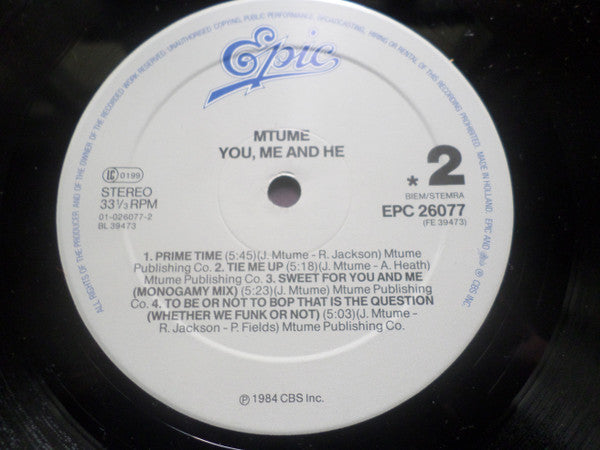 ALL RIGHTS OF THE PRODUCER AND OF THE OWNER OF THE RECORDED WORK RESERVED. UNAUTHORISED COPYING, PUBLIC PERFORMANCE, BROADCASTING, HIRING OR RENTAL OF THIS RECORDING PROHIBITED. MADE IN HOLLAND. EPIC AND ℗ CBS INC.
Epic
MTUME
YOU, ME AND HE
LC 0199
STEREO
33⅓ RPM
01-026077-2
BL 39473
*2
BIEM/STEMRA
EPC 26077
(FE 39473)
1. PRIME TIME (5:45)(J. Mtume - R. Jackson) Mtume
Publishing Co. 2. TIE ME UP (5:18)(J. Mtume - A. Heath)
Mtume Publishing Co. 3. SWEET FOR YOU AND ME
(MONOGAMY MIX) (5:23)(J. Mtume) Mtume Publishing
Co. 4. TO BE OR NOT TO BOP THAT IS THE QUESTION
(WHETHER WE FUNK OR NOT) (5:03)(J. Mtume -
R. Jackson - P. Fields) Mtume Publishing Co.
℗ 1984 CBS Inc.